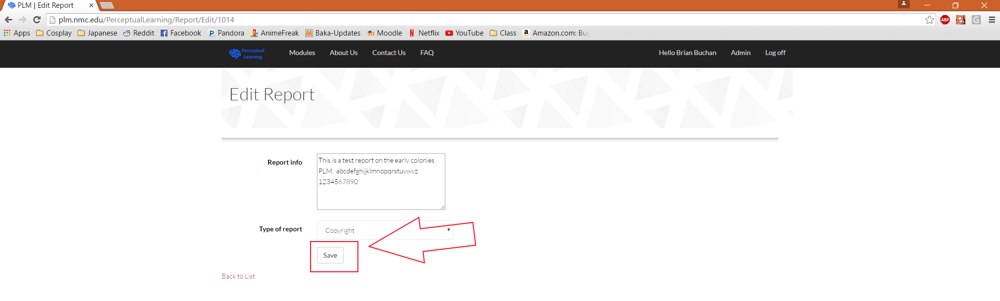 PLM | Edit Report
plm.nmc.edu/PerceptualLearning/Report/Edit/1014
ABP
G
Apps Cosplay Japanese Reddit Facebook Pandora AnimeFreak Baka-Updates Moodle Netflix YouTube Class Amazon.com: Buy
Perceptual
Learning
Modules About Us Contact Us FAQ Hello Brian Buchan Admin Log off
Edit Report
Report info
This is a test report on the early colonies
PLM. abcdefghijklmnopqrstuvwyz
1234567890
Type of report
Copyright
Save
Back to List